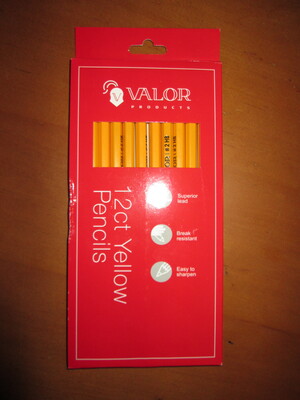 VALOR
PRODUCTS
Superior
lead
Break
resistant
Easy to
sharpen
12ct Yellow
Pencils